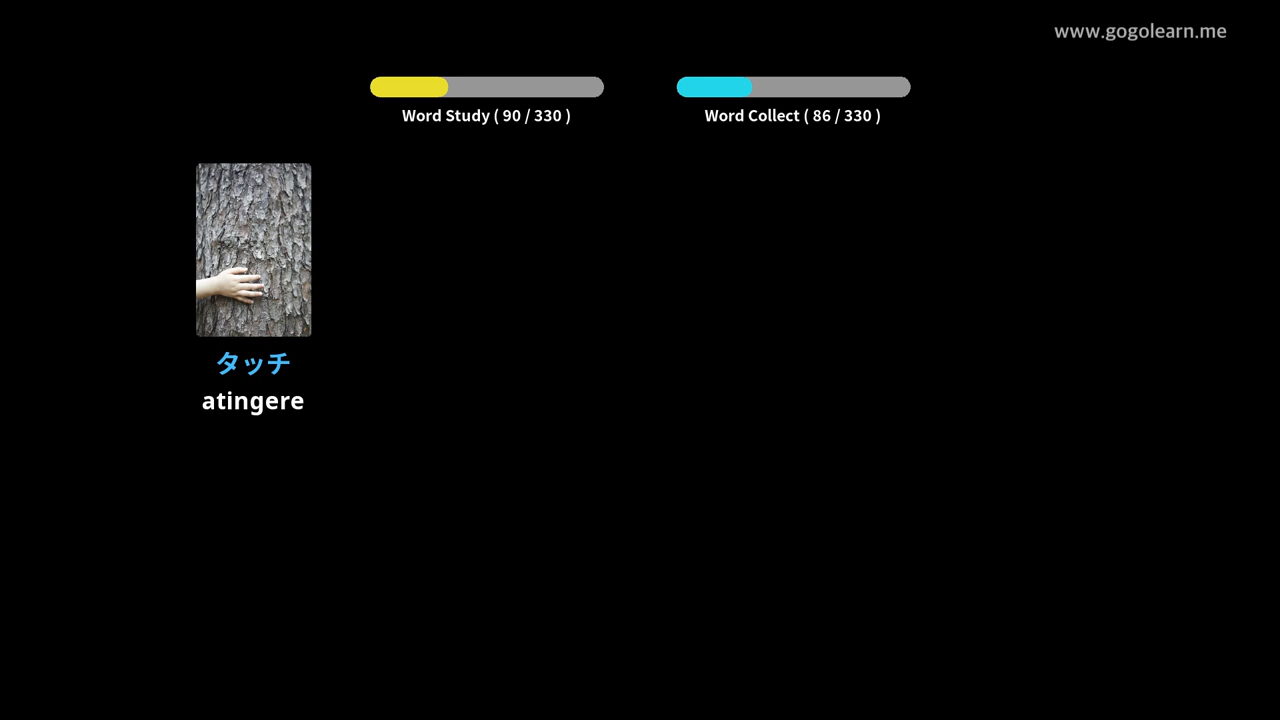 www.gogolearn.me
Word Study ( 90 / 330 )
Word Collect ( 86 / 330 )
タッチ
atingere